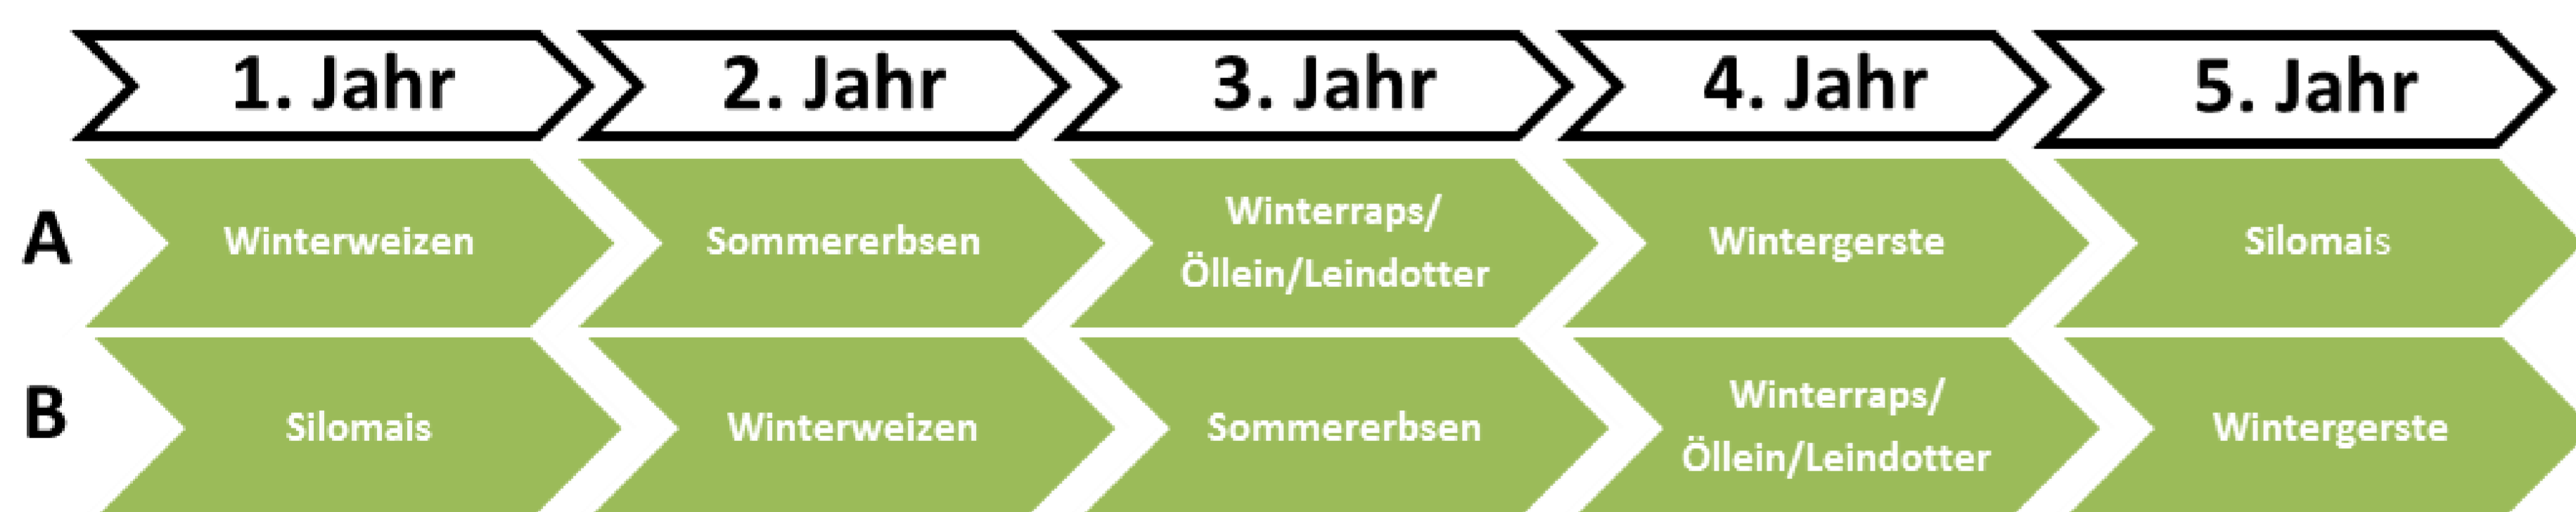 1. Jahr 2. Jahr 3. Jahr 4. Jahr 5. Jahr
A Winterweizen Sommererbsen Winterraps/
Öllein/Leindotter Wintergerste Silomais
B Silomais Winterweizen Sommererbsen Winterraps/
Öllein/Leindotter Wintergerste